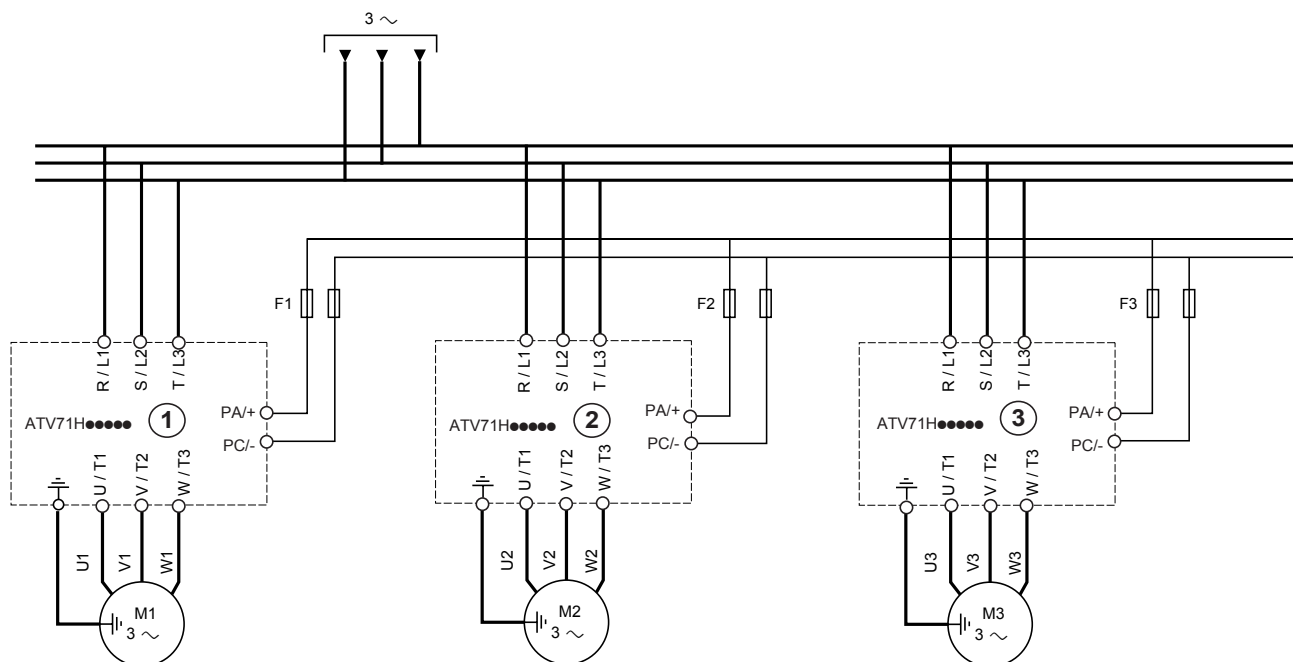 3 ～
F1
F2
F3
R / L1
S / L2
T / L3
R / L1
S / L2
T / L3
R / L1
S / L2
T / L3
ATV71H●●●●●
1
PA/+
PC/-
ATV71H●●●●●
2
PA/+
PC/-
ATV71H●●●●●
3
PA/+
PC/-
U / T1
V / T2
W / T3
U / T1
V / T2
W / T3
U / T1
V / T2
W / T3
U1
V1
W1
U2
V2
W2
U3
V3
W3
M1
3 ～
M2
3 ～
M3
3 ～